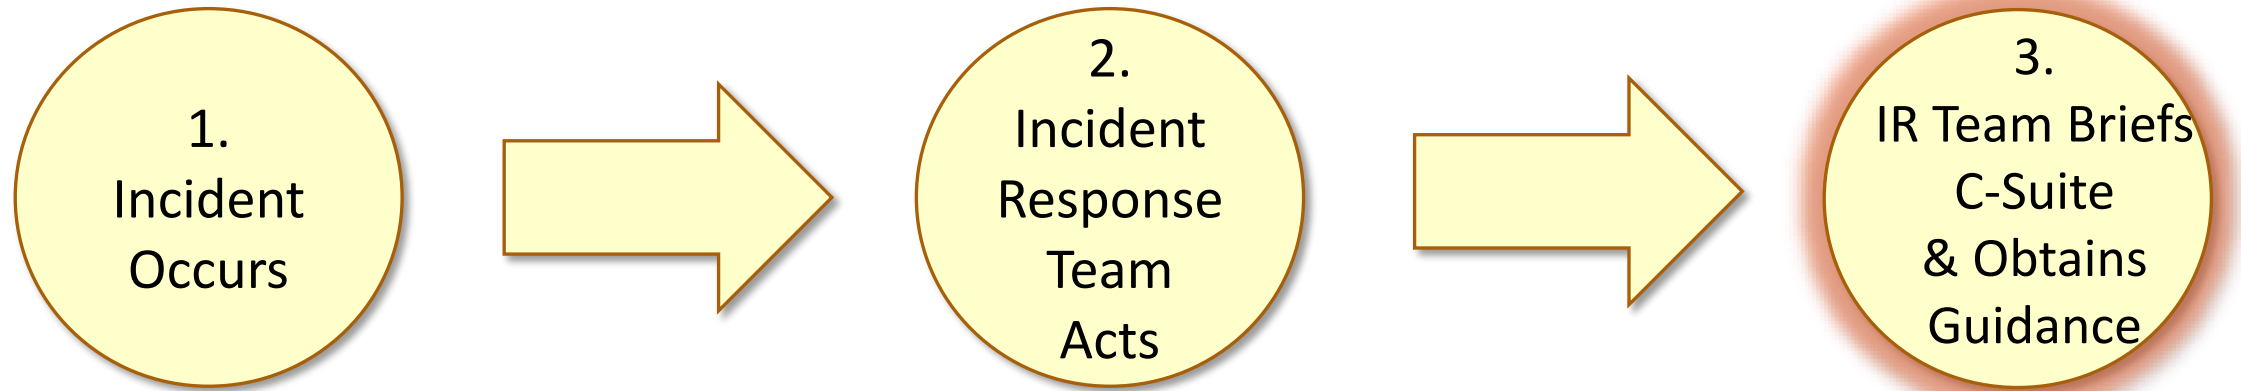 1.
Incident
Occurs
2.
Incident
Response
Team
Acts
3.
IR Team Briefs
C-Suite
& Obtains
Guidance